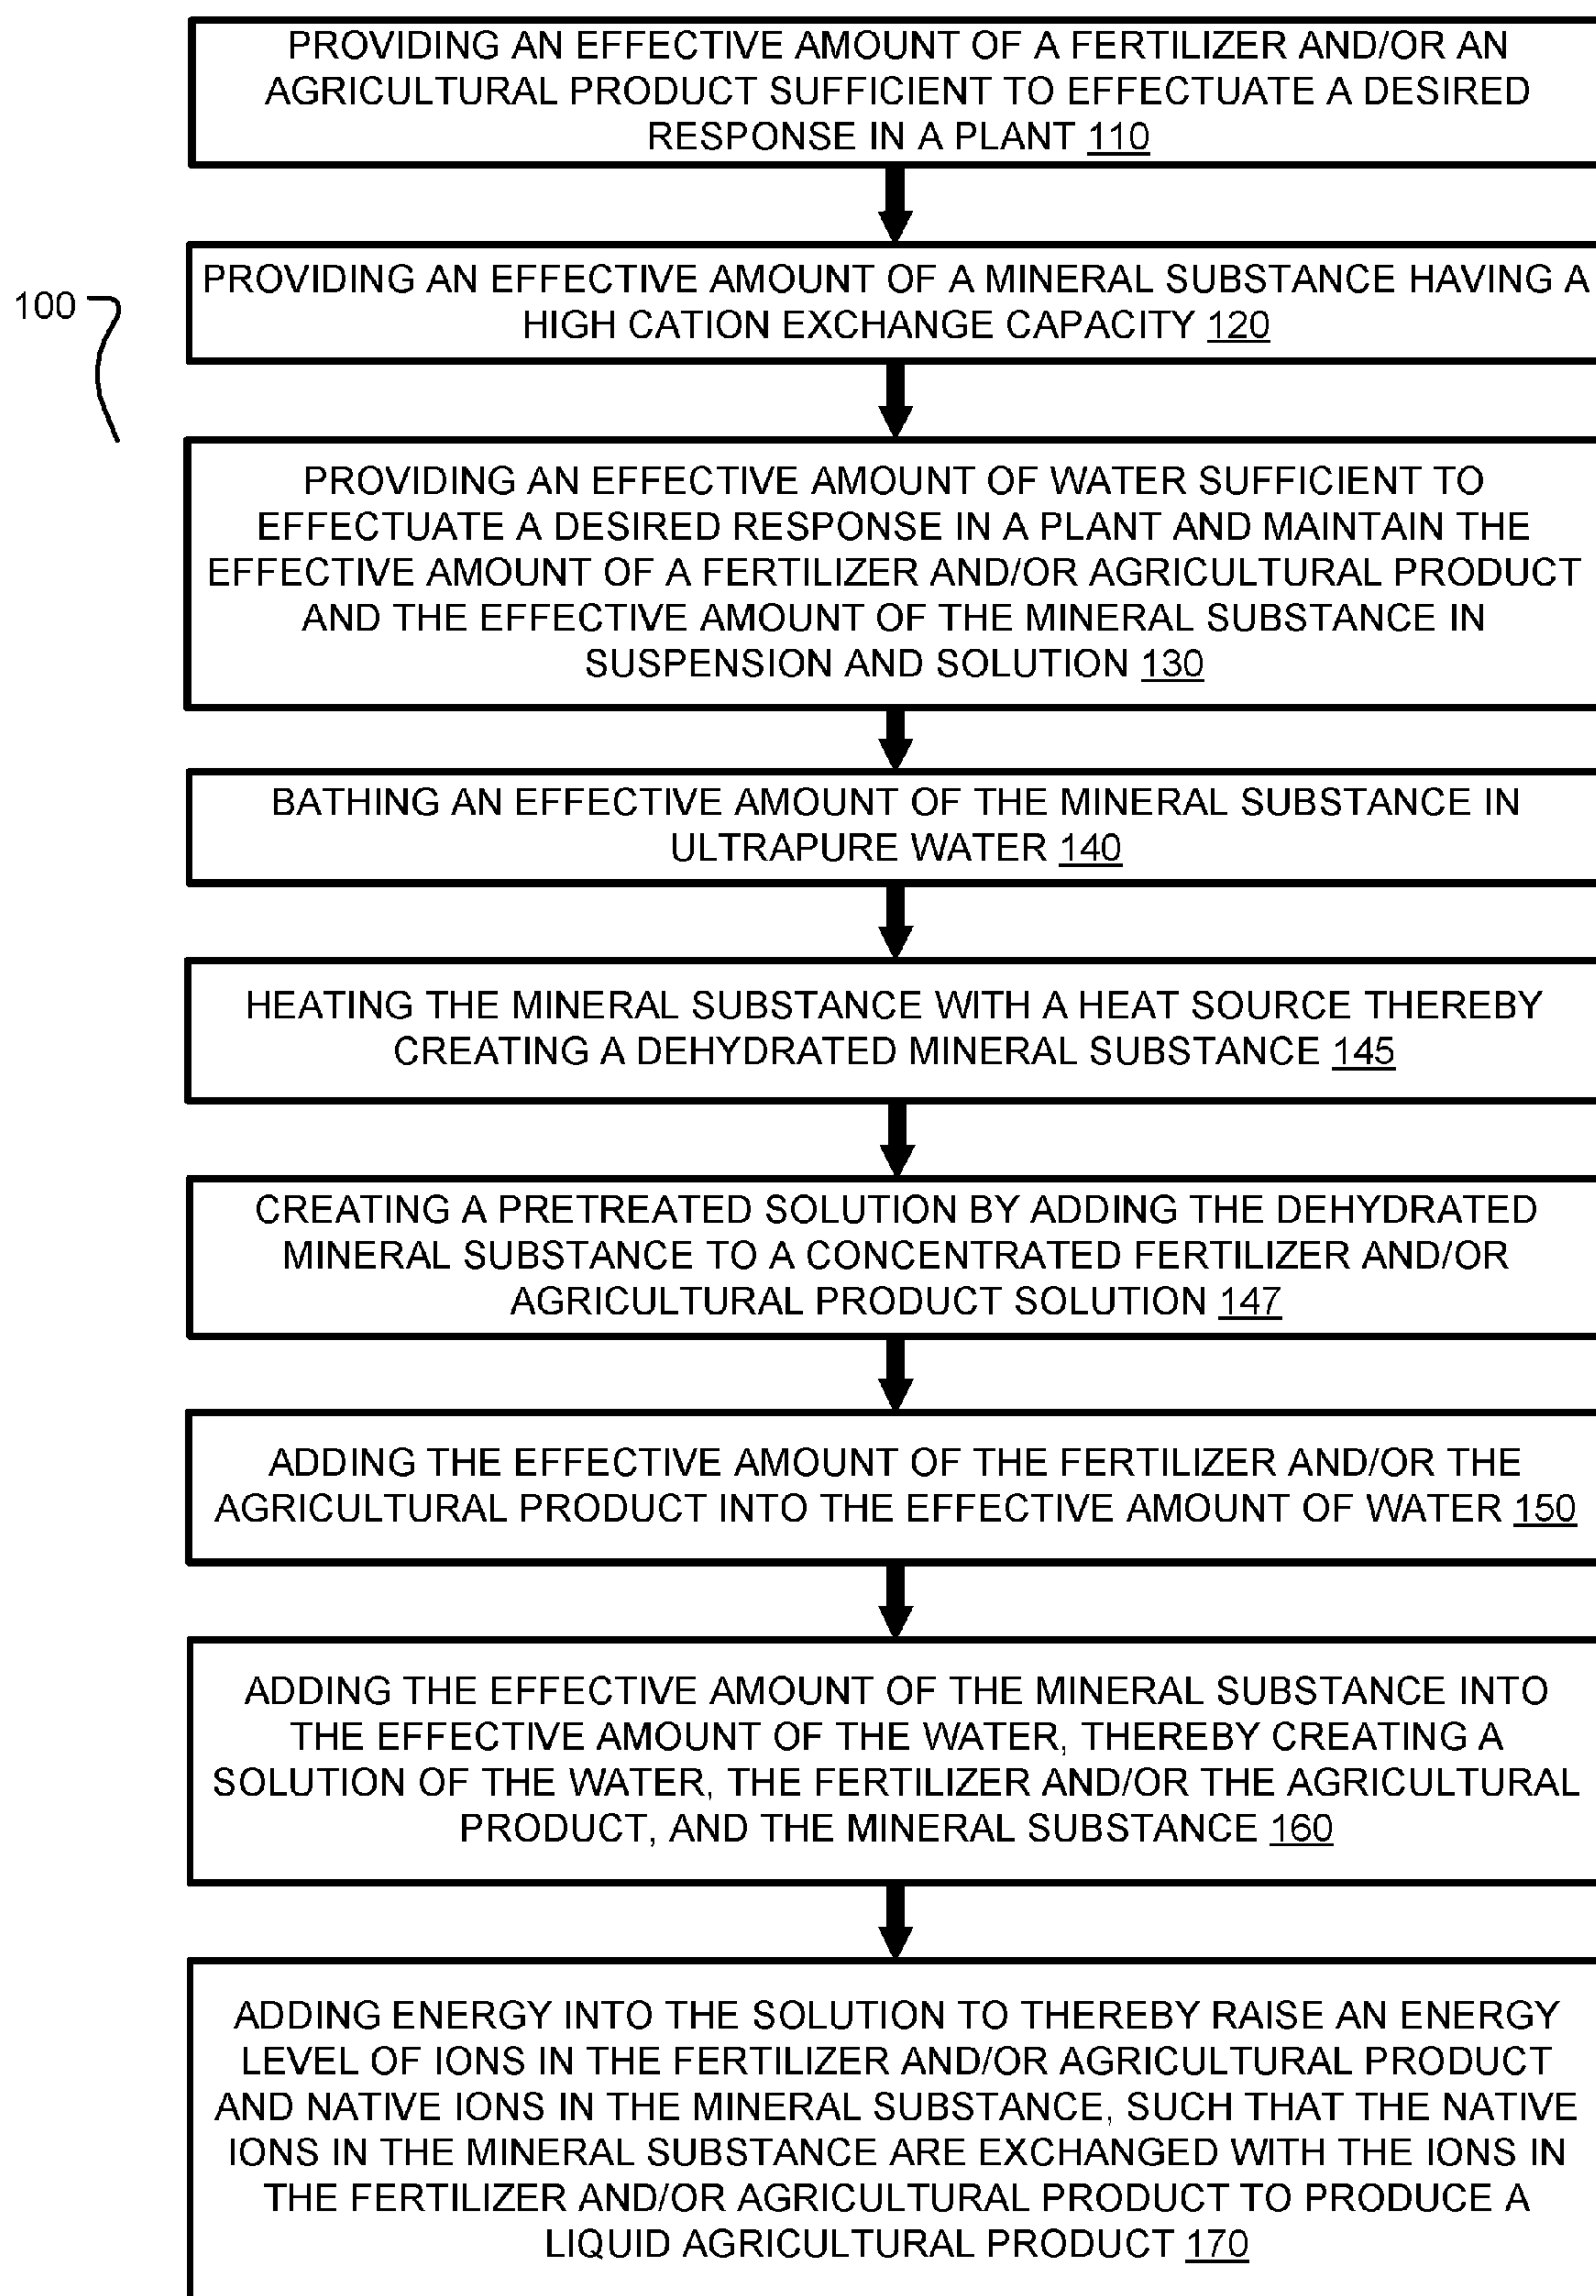 PROVIDING AN EFFECTIVE AMOUNT OF A FERTILIZER AND/OR AN
AGRICULTURAL PRODUCT SUFFICIENT TO EFFECTUATE A DESIRED
RESPONSE IN A PLANT 110
PROVIDING AN EFFECTIVE AMOUNT OF A MINERAL SUBSTANCE HAVING A
HIGH CATION EXCHANGE CAPACITY 120
100
PROVIDING AN EFFECTIVE AMOUNT OF WATER SUFFICIENT TO
EFFECTUATE A DESIRED RESPONSE IN A PLANT AND MAINTAIN THE
EFFECTIVE AMOUNT OF A FERTILIZER AND/OR AGRICULTURAL PRODUCT
AND THE EFFECTIVE AMOUNT OF THE MINERAL SUBSTANCE IN
SUSPENSION AND SOLUTION 130
BATHING AN EFFECTIVE AMOUNT OF THE MINERAL SUBSTANCE IN
ULTRAPURE WATER 140
HEATING THE MINERAL SUBSTANCE WITH A HEAT SOURCE THEREBY
CREATING A DEHYDRATED MINERAL SUBSTANCE 145
CREATING A PRETREATED SOLUTION BY ADDING THE DEHYDRATED
MINERAL SUBSTANCE TO A CONCENTRATED FERTILIZER AND/OR
AGRICULTURAL PRODUCT SOLUTION 147
ADDING THE EFFECTIVE AMOUNT OF THE FERTILIZER AND/OR THE
AGRICULTURAL PRODUCT INTO THE EFFECTIVE AMOUNT OF WATER 150
ADDING THE EFFECTIVE AMOUNT OF THE MINERAL SUBSTANCE INTO
THE EFFECTIVE AMOUNT OF THE WATER, THEREBY CREATING A
SOLUTION OF THE WATER, THE FERTILIZER AND/OR THE AGRICULTURAL
PRODUCT, AND THE MINERAL SUBSTANCE 160
ADDING ENERGY INTO THE SOLUTION TO THEREBY RAISE AN ENERGY
LEVEL OF IONS IN THE FERTILIZER AND/OR AGRICULTURAL PRODUCT
AND NATIVE IONS IN THE MINERAL SUBSTANCE, SUCH THAT THE NATIVE
IONS IN THE MINERAL SUBSTANCE ARE EXCHANGED WITH THE IONS IN
THE FERTILIZER AND/OR AGRICULTURAL PRODUCT TO PRODUCE A
LIQUID AGRICULTURAL PRODUCT 170